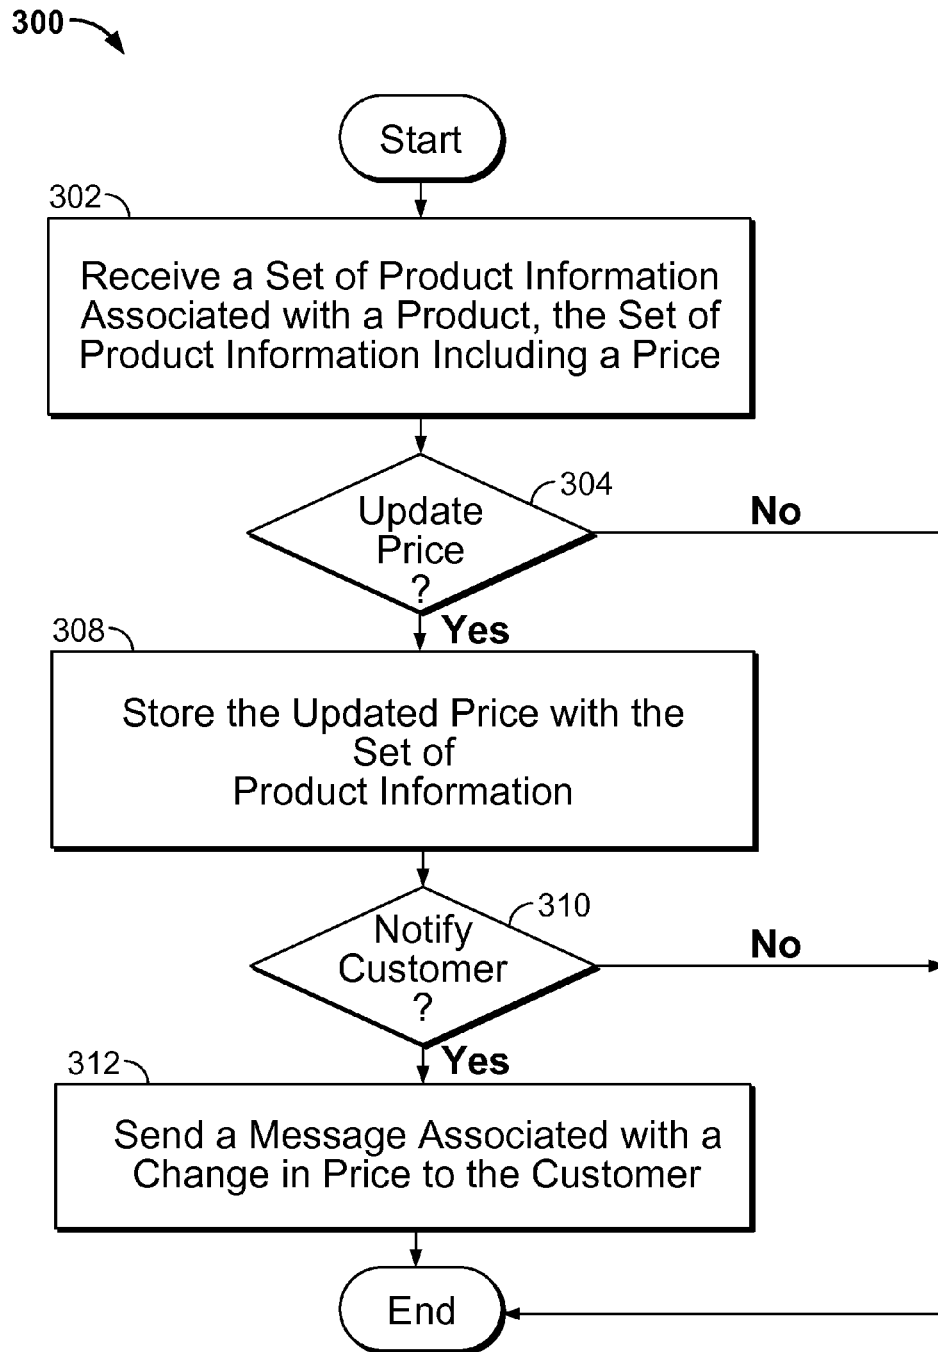 300
Start
302
Receive a Set of Product Information
Associated with a Product, the Set of
Product Information Including a Price
304
Update
Price
?
No
Yes
308
Store the Updated Price with the
Set of
Product Information
310
Notify
Customer
?
No
Yes
312
Send a Message Associated with a
Change in Price to the Customer
End